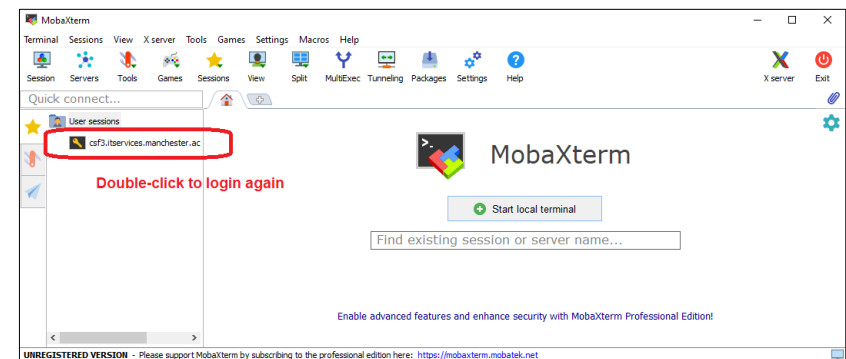 MobaXterm
Terminal Sessions View X server Tools Games Settings Macros Help
Session Servers Tools Games Sessions View Split MultiExec Tunneling Packages Settings Help X server Exit
Quick connect...
User sessions
csf3.itservices.manchester.ac
Double-click to login again
>_
MobaXterm
Start local terminal
Find existing session or server name...
Enable advanced features and enhance security with MobaXterm Professional Edition!
UNREGISTERED VERSION - Please support MobaXterm by subscribing to the professional edition here: https://mobaxterm.mobatek.net